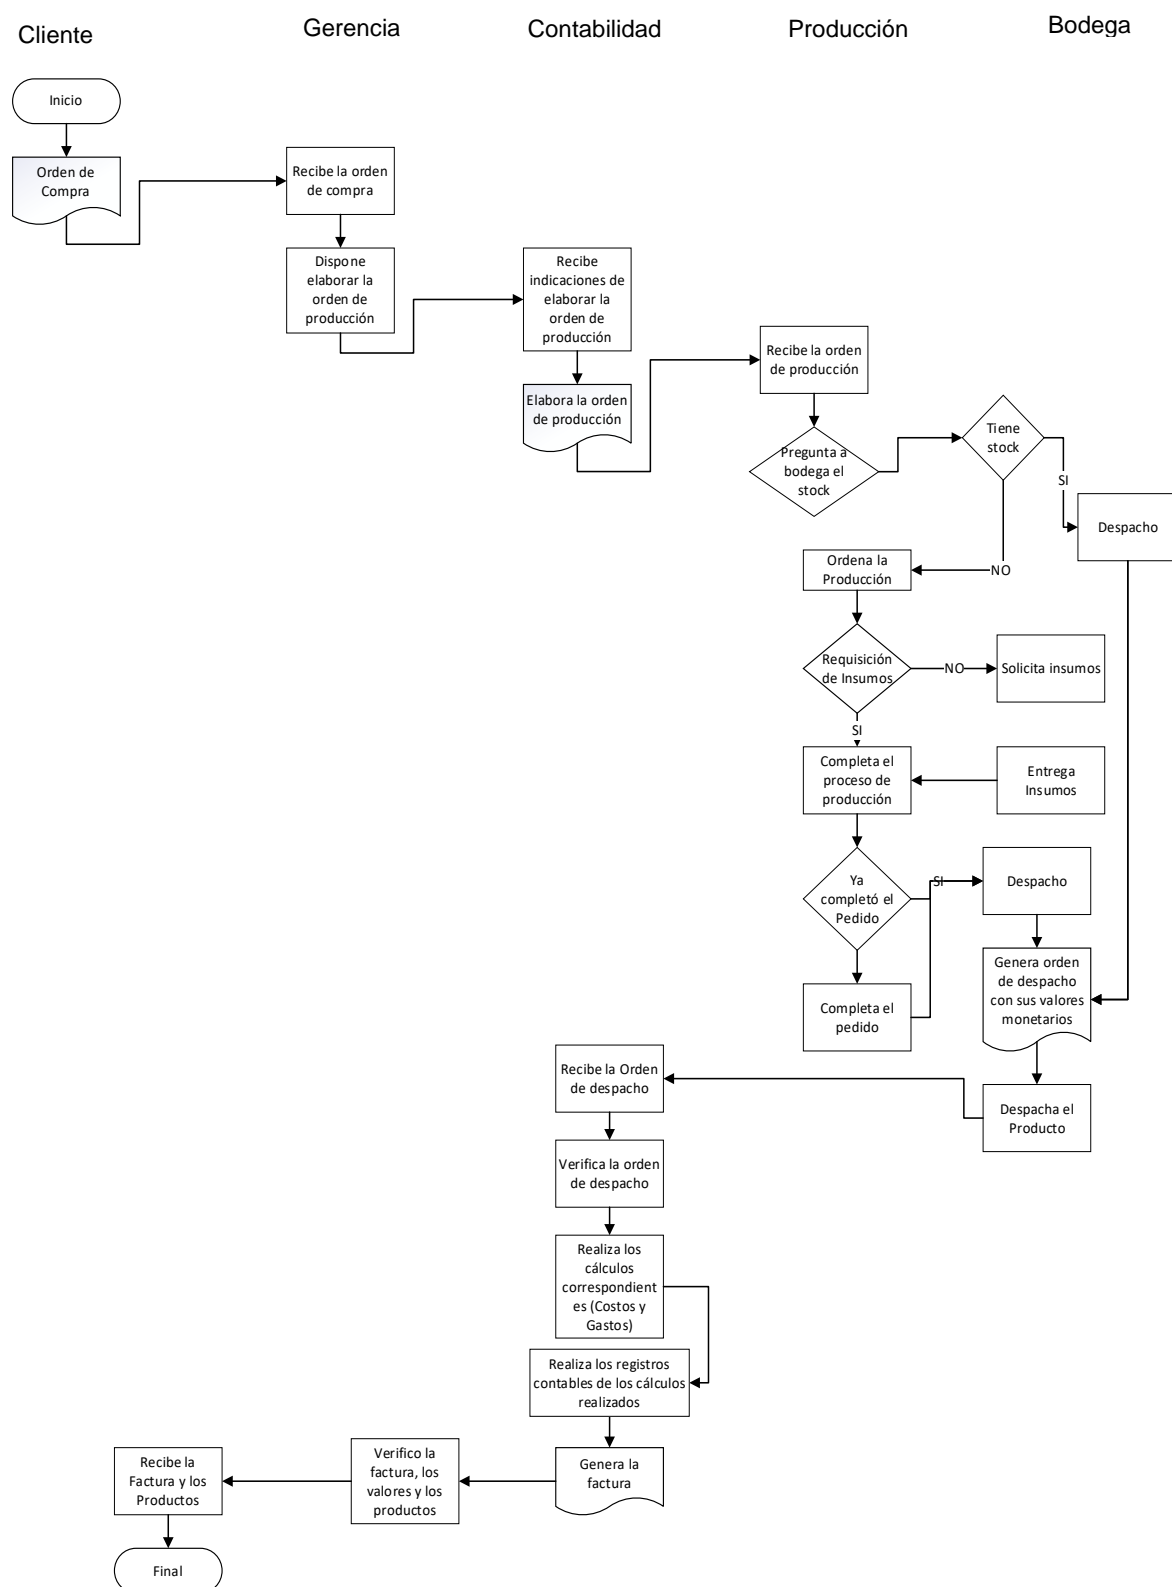 Cliente
Gerencia
Contabilidad
Producción
Bodega
Inicio
Orden de
Compra
Recibe la orden
de compra
Dispone
elaborar la
orden de
producción
Recibe
indicaciones de
elaborar la
orden de
producción
Elabora la orden
de producción
Recibe la orden
de producción
Pregunta a
bodega el
stock
Tiene
stock
SI
Despacho
NO
Ordena la
Producción
Requisición
de Insumos
NO
Solicita insumos
SI
Completa el
proceso de
producción
Entrega
Insumos
Ya
completó el
Pedido
SI
Despacho
Completa el
pedido
Genera orden
de despacho
con sus valores
monetarios
Despacha el
Producto
Recibe la Orden
de despacho
Verifica la orden
de despacho
Realiza los
cálculos
correspondient
es (Costos y
Gastos)
Realiza los registros
contables de los cálculos
realizados
Genera la
factura
Verifico la
factura, los
valores y los
productos
Recibe la
Factura y los
Productos
Final